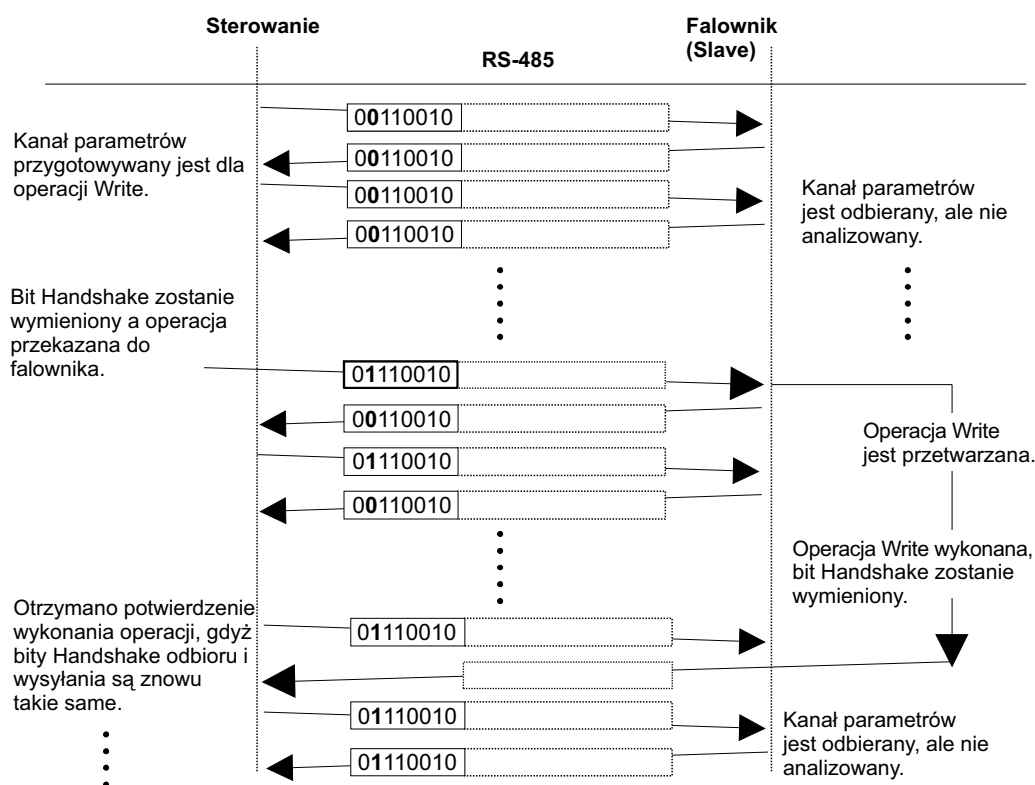 Sterowanie
RS-485
Falownik
(Slave)
00110010
Kanał parametrów
przygotowywany jest dla
operacji Write.
00110010
00110010
00110010
Kanał parametrów
jest odbierany, ale nie
analizowany.
Bit Handshake zostanie
wymieniony a operacja
przekazana do
falownika.
01110010
00110010
01110010
00110010
Operacja Write
jest przetwarzana.
Operacja Write wykonana,
bit Handshake zostanie
wymieniony.
Otrzymano potwierdzenie
wykonania operacji, gdyż
bity Handshake odbioru i
wysyłania są znowu
takie same.
01110010
01110010
01110010
Kanał parametrów
jest odbierany, ale nie
analizowany.